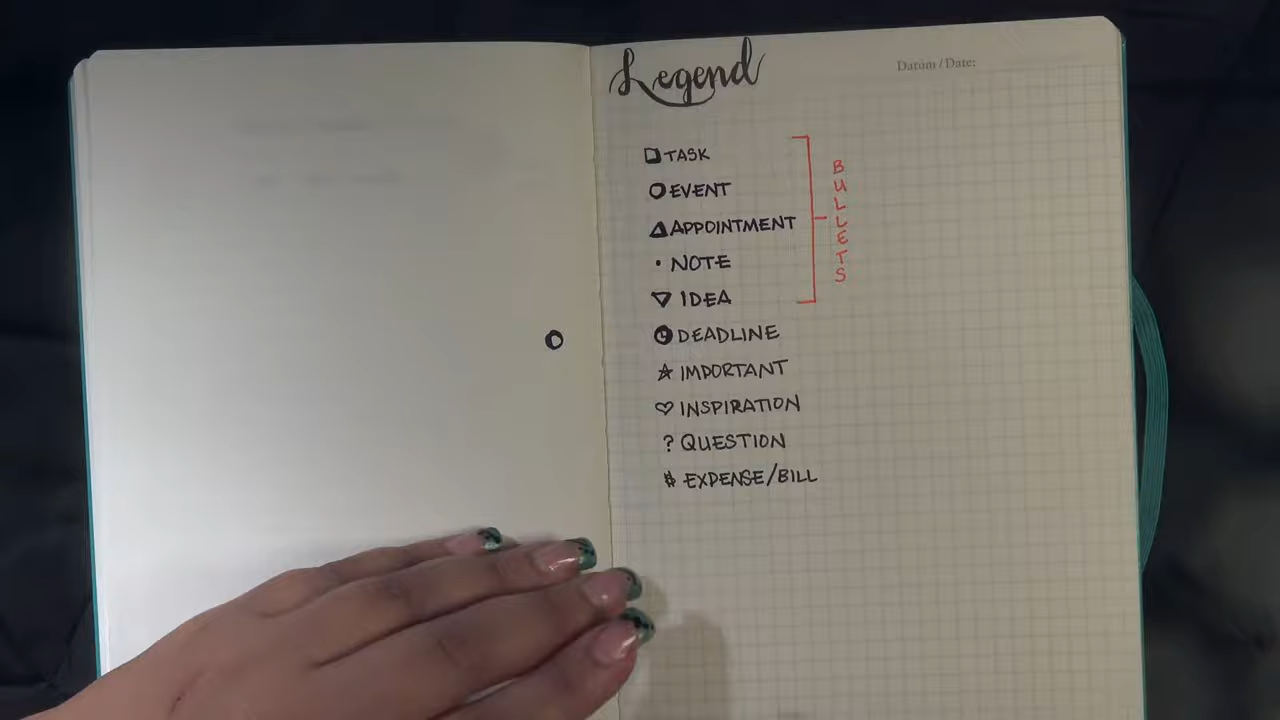 Legend
Datum / Date:
□ TASK
○ EVENT
△ APPOINTMENT
• NOTE
▽ IDEA
DEADLINE
☆ IMPORTANT
♡ INSPIRATION
? QUESTION
$ EXPENSE/BILL
BULLETS